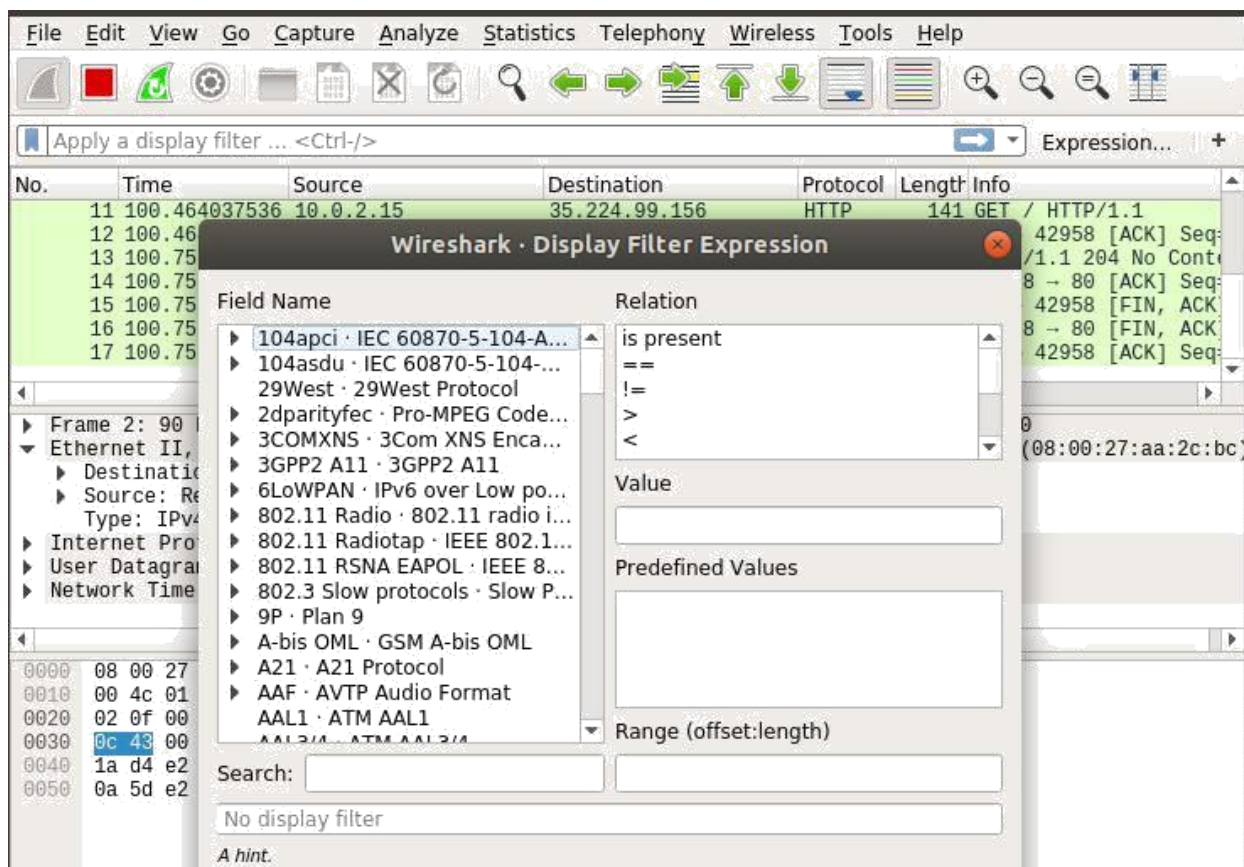 File Edit View Go Capture Analyze Statistics Telephony Wireless Tools Help
Apply a display filter ... <Ctrl-/>
Expression... +
No. Time Source Destination Protocol Length Info
11 100.464037536 10.0.2.15 35.224.99.156 HTTP 141 GET / HTTP/1.1
12 100.46 42958 [ACK] Seq=
13 100.75 /1.1 204 No Conte
14 100.75 8 → 80 [ACK] Seq=
15 100.75 42958 [FIN, ACK]
16 100.75 8 → 80 [FIN, ACK]
17 100.75 42958 [ACK] Seq=
Wireshark · Display Filter Expression
Field Name
104apci · IEC 60870-5-104-A...
104asdu · IEC 60870-5-104-...
29West · 29West Protocol
2dparityfec · Pro-MPEG Code...
3COMXNS · 3Com XNS Enca...
3GPP2 A11 · 3GPP2 A11
6LoWPAN · IPv6 over Low po...
802.11 Radio · 802.11 radio i...
802.11 Radiotap · IEEE 802.1...
802.11 RSNA EAPOL · IEEE 8...
802.3 Slow protocols · Slow P...
9P · Plan 9
A-bis OML · GSM A-bis OML
A21 · A21 Protocol
AAF · AVTP Audio Format
AAL1 · ATM AAL1
AAL3/4 · ATM AAL3/4
Relation
is present
==
!=
>
<
Value
Predefined Values
Range (offset:length)
Search:
No display filter
A hint.
Frame 2: 90
Ethernet II, (08:00:27:aa:2c:bc)
Destinatio
Source: Re
Type: IPv4
Internet Pro
User Datagra
Network Time
0000 08 00 27
0010 00 4c 01
0020 02 0f 00
0030 0c 43 00
0040 1a d4 e2
0050 0a 5d e2